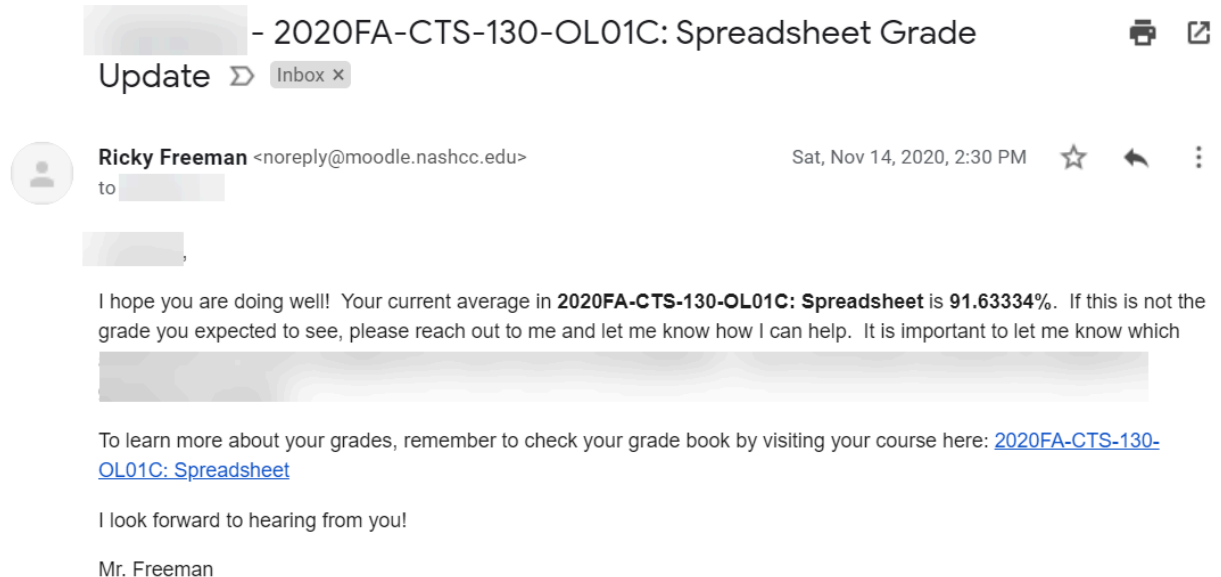 - 2020FA-CTS-130-OL01C: Spreadsheet Grade
Update Inbox ×
Ricky Freeman <noreply@moodle.nashcc.edu> Sat, Nov 14, 2020, 2:30 PM
to
,
I hope you are doing well!  Your current average in 2020FA-CTS-130-OL01C: Spreadsheet is 91.63334%.  If this is not the
grade you expected to see, please reach out to me and let me know how I can help.  It is important to let me know which
To learn more about your grades, remember to check your grade book by visiting your course here: 2020FA-CTS-130-
OL01C: Spreadsheet
I look forward to hearing from you!
Mr. Freeman